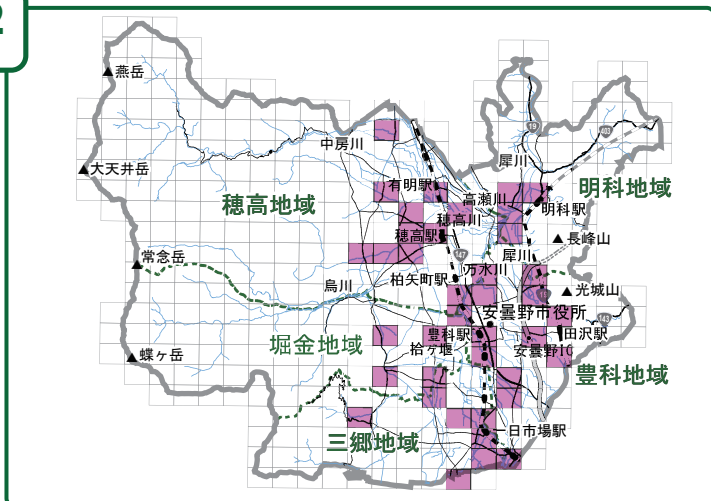 2
燕岳
19
403
中房川
犀川
大天井岳
有明駅
高瀬川
明科地域
穂高地域
明科駅
穂高川
穂高駅
長峰山
147
犀川
常念岳
万水川
柏矢町駅
烏川
光城山
安曇野市役所
143
豊科駅
田沢駅
堀金地域
拾ヶ堰
安曇野IC
蝶ヶ岳
豊科地域
一日市場駅
三郷地域